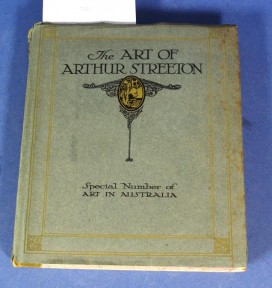 The ART OF
ARTHUR STREETON
Special Number of
ART IN AUSTRALIA